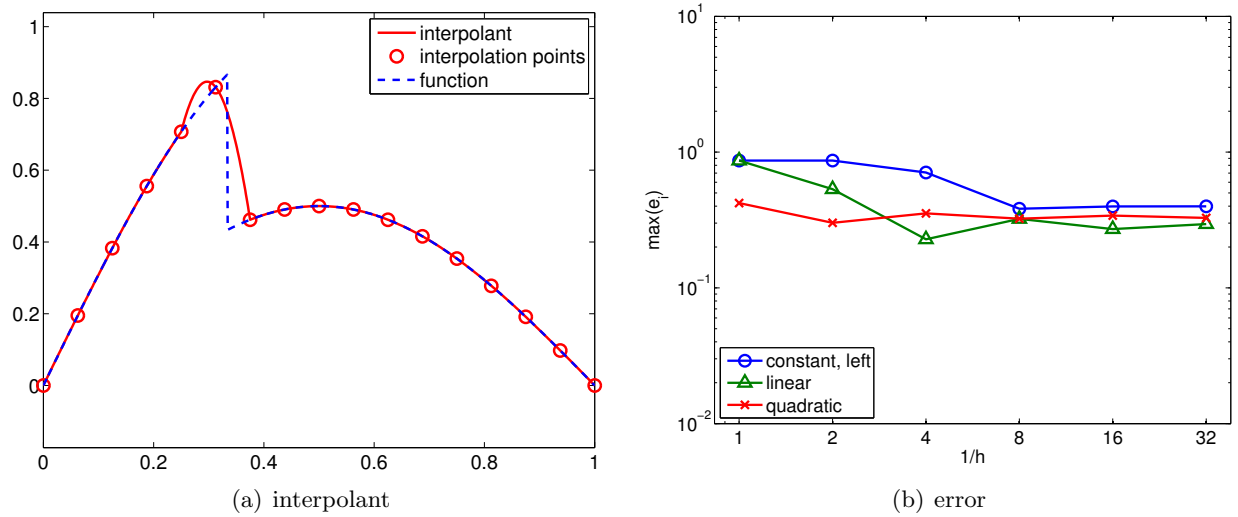 1
0.8
0.6
0.4
0.2
0
0 0.2 0.4 0.6 0.8 1
interpolant
interpolation points
function
(a) interpolant
10^1
10^0
10^-1
10^-2
max(e_i)
1 2 4 8 16 32
1/h
constant, left
linear
quadratic
(b) error